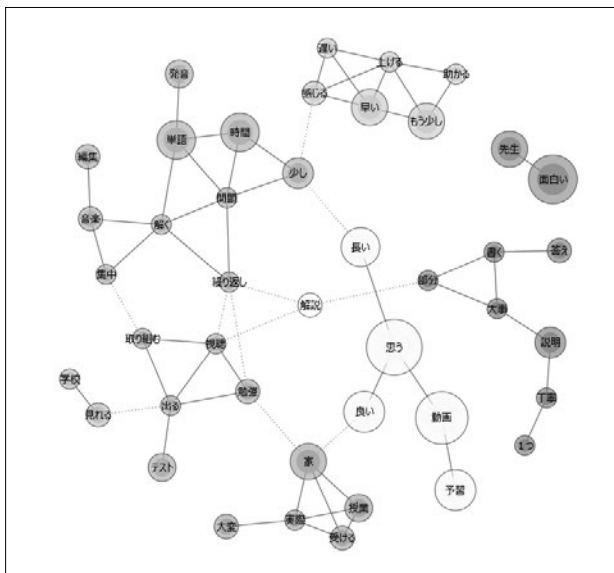 遅い
上げる
助かる
感じる
早い
もう少し
発音
単語
時間
少し
先生
面白い
編集
問題
音楽
解く
集中
長い
書く
答え
繰り返し
部分
解説
大事
取り組む
視聴
思う
説明
学校
勉強
見れる
出る
良い
動画
丁寧
1つ
テスト
家
予習
授業
大変
実際
受ける